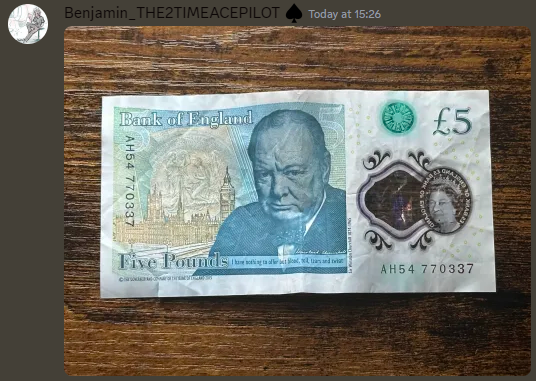 Benjamin_THE2TIMEACEPILOT ♠ Today at 15:26
Bank of England
£5
AH54 770337
Five Pounds
I have nothing to offer but blood, toil, tears and sweat
AH54 770337